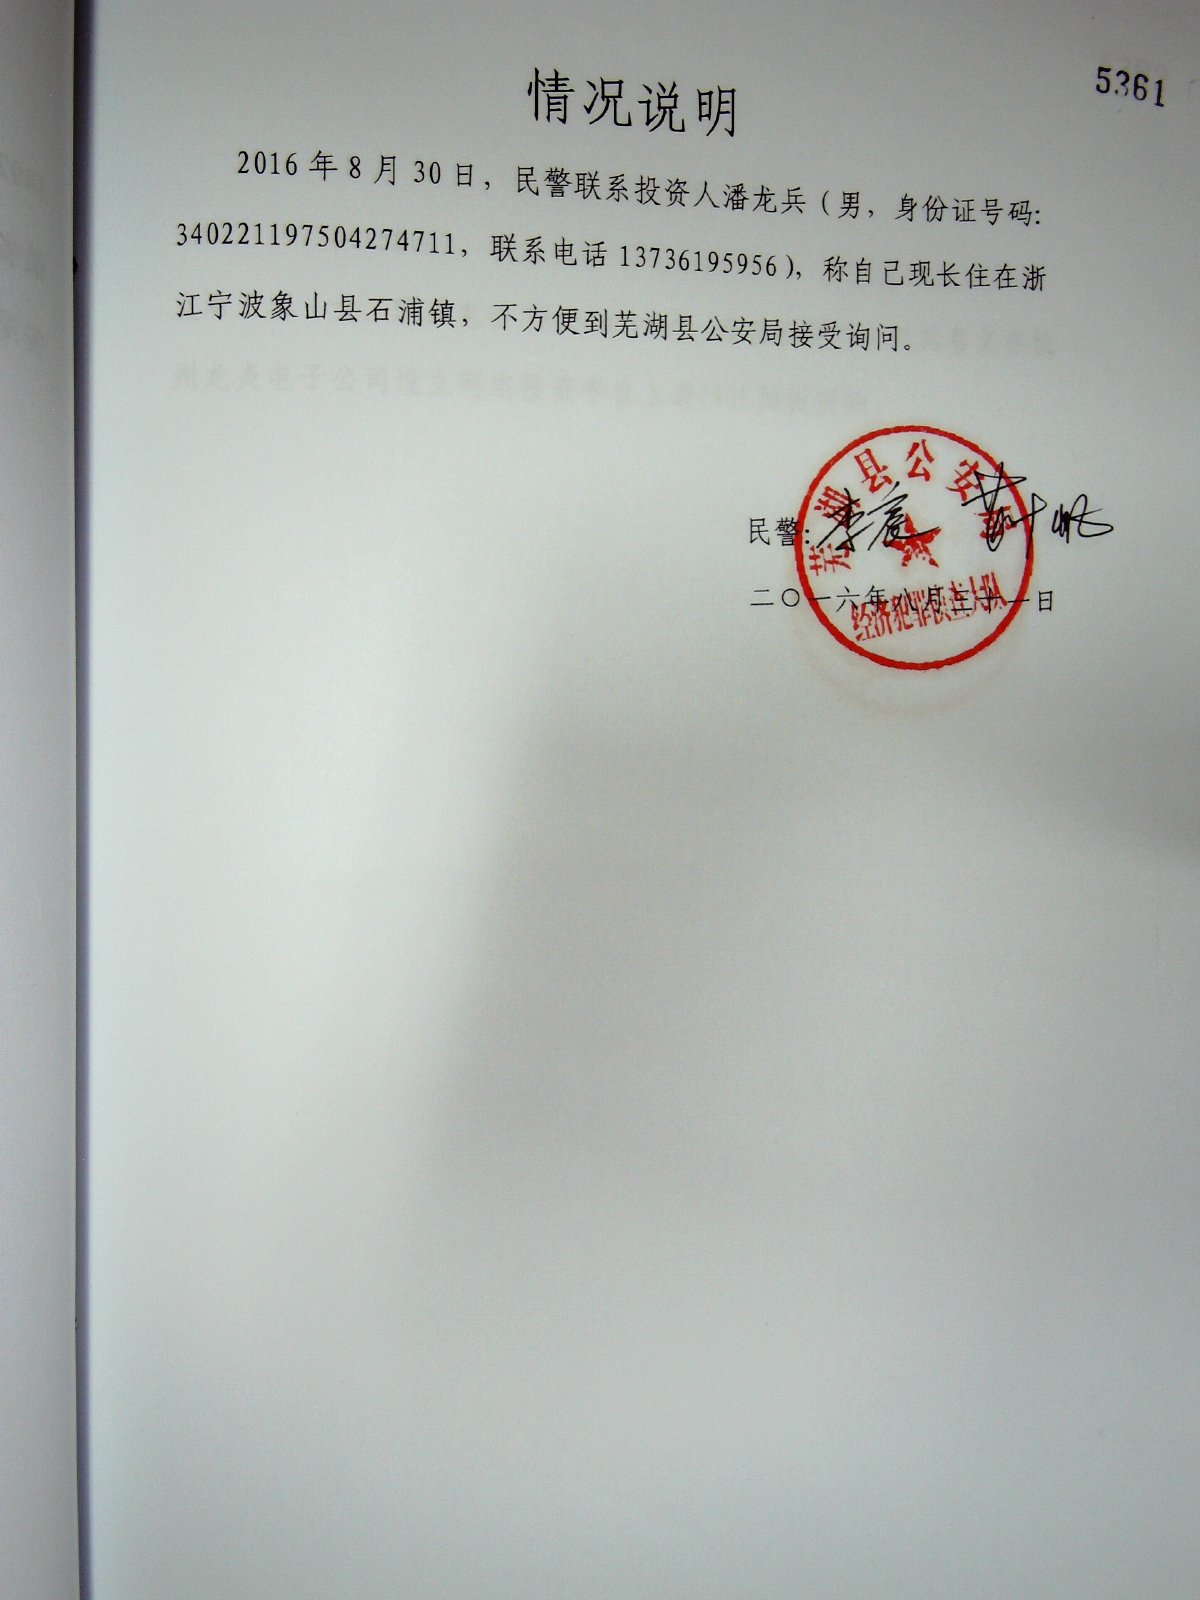 5361
情况说明
2016年8月30日，民警联系投资人潘龙兵（男，身份证号码：
340221197504274711，联系电话13736195956），称自己现长住在浙
江宁波象山县石浦镇，不方便到芜湖县公安局接受询问。
芜湖县公安局
民警：
二〇一六年八月三十一日
经济犯罪侦查大队